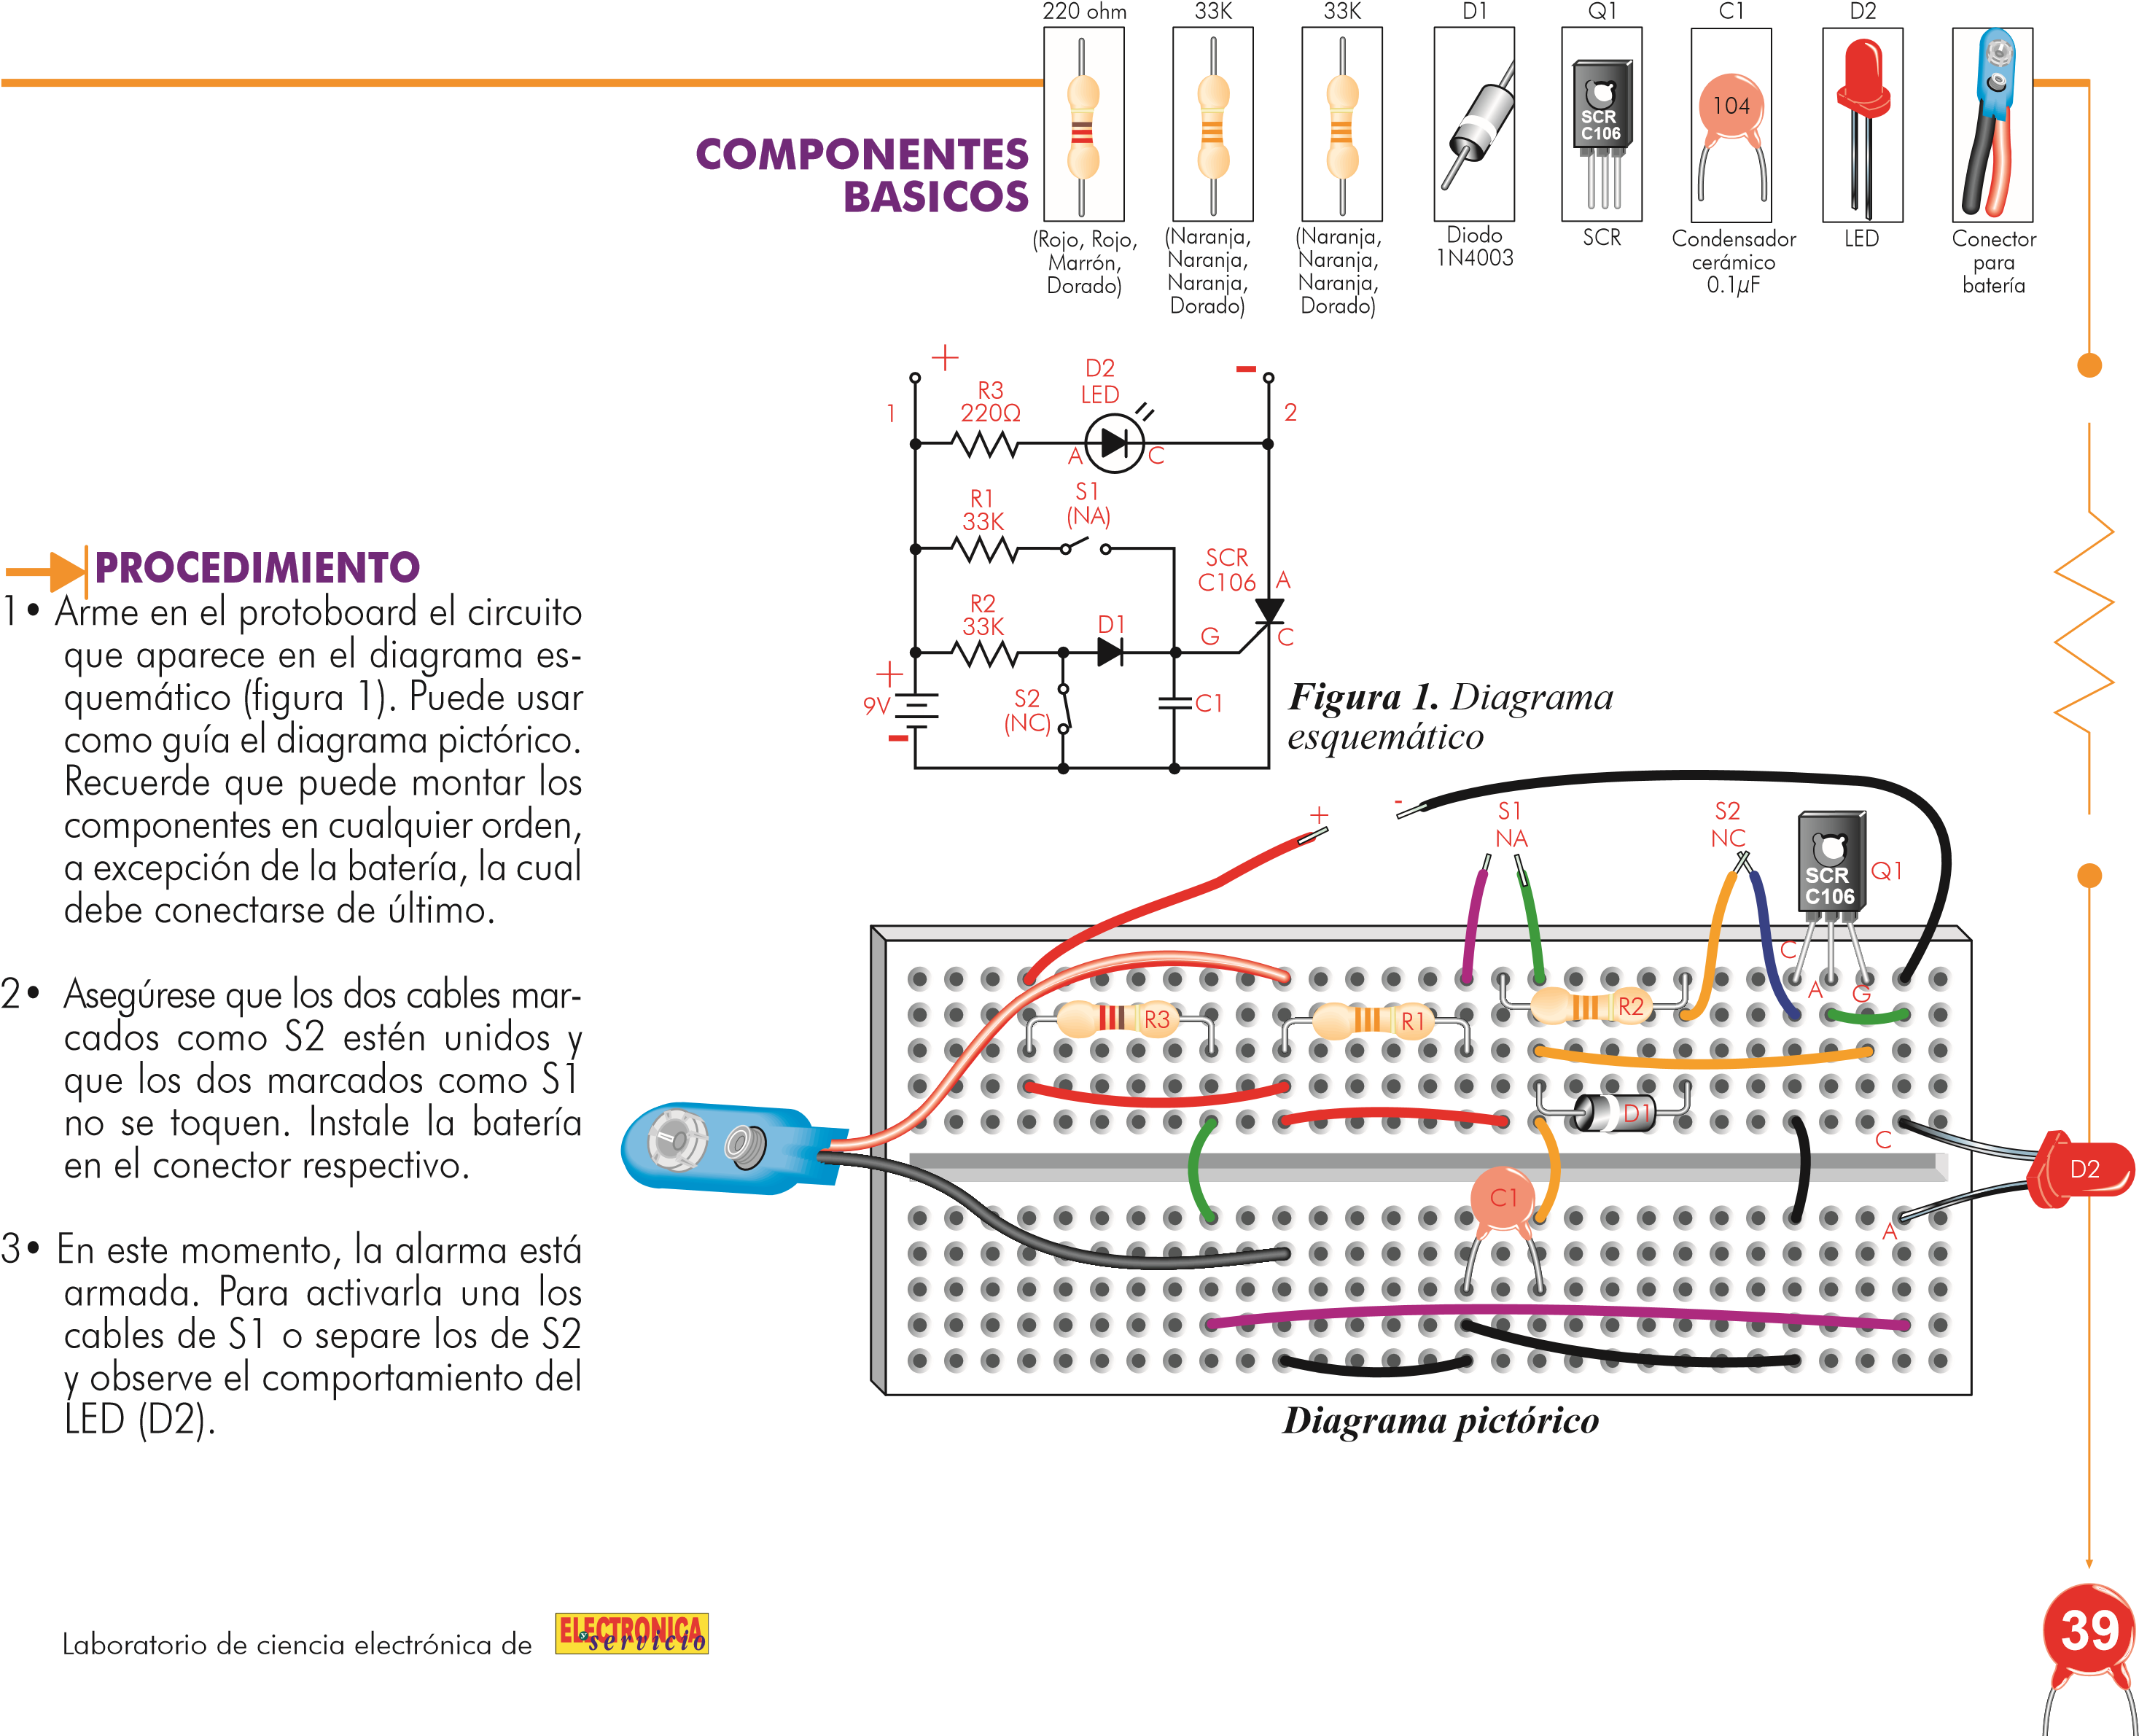 220 ohm
33K
33K
D1
Q1
C1
D2
SCR
C106
104
COMPONENTES
BASICOS
(Rojo, Rojo,
Marrón,
Dorado)
(Naranja,
Naranja,
Naranja,
Dorado)
(Naranja,
Naranja,
Naranja,
Dorado)
Diodo
1N4003
SCR
Condensador
cerámico
0.1µF
LED
Conector
para
batería
+
-
1
2
R3
220Ω
D2
LED
A
C
R1
33K
S1
(NA)
SCR
C106
A
R2
33K
D1
G
C
+
9V
-
S2
(NC)
C1
Figura 1. Diagrama
esquemático
PROCEDIMIENTO
1• Arme en el protoboard el circuito
que aparece en el diagrama es-
quemático (figura 1). Puede usar
como guía el diagrama pictórico.
Recuerde que puede montar los
componentes en cualquier orden,
a excepción de la batería, la cual
debe conectarse de último.
2• Asegúrese que los dos cables mar-
cados como S2 estén unidos y
que los dos marcados como S1
no se toquen. Instale la batería
en el conector respectivo.
3• En este momento, la alarma está
armada. Para activarla una los
cables de S1 o separe los de S2
y observe el comportamiento del
LED (D2).
+
-
S1
NA
S2
NC
SCR
C106
Q1
C
A
G
R3
R1
R2
D1
C1
C
D2
A
Diagrama pictórico
Laboratorio de ciencia electrónica de
ELECTRONICA
y servicio
39